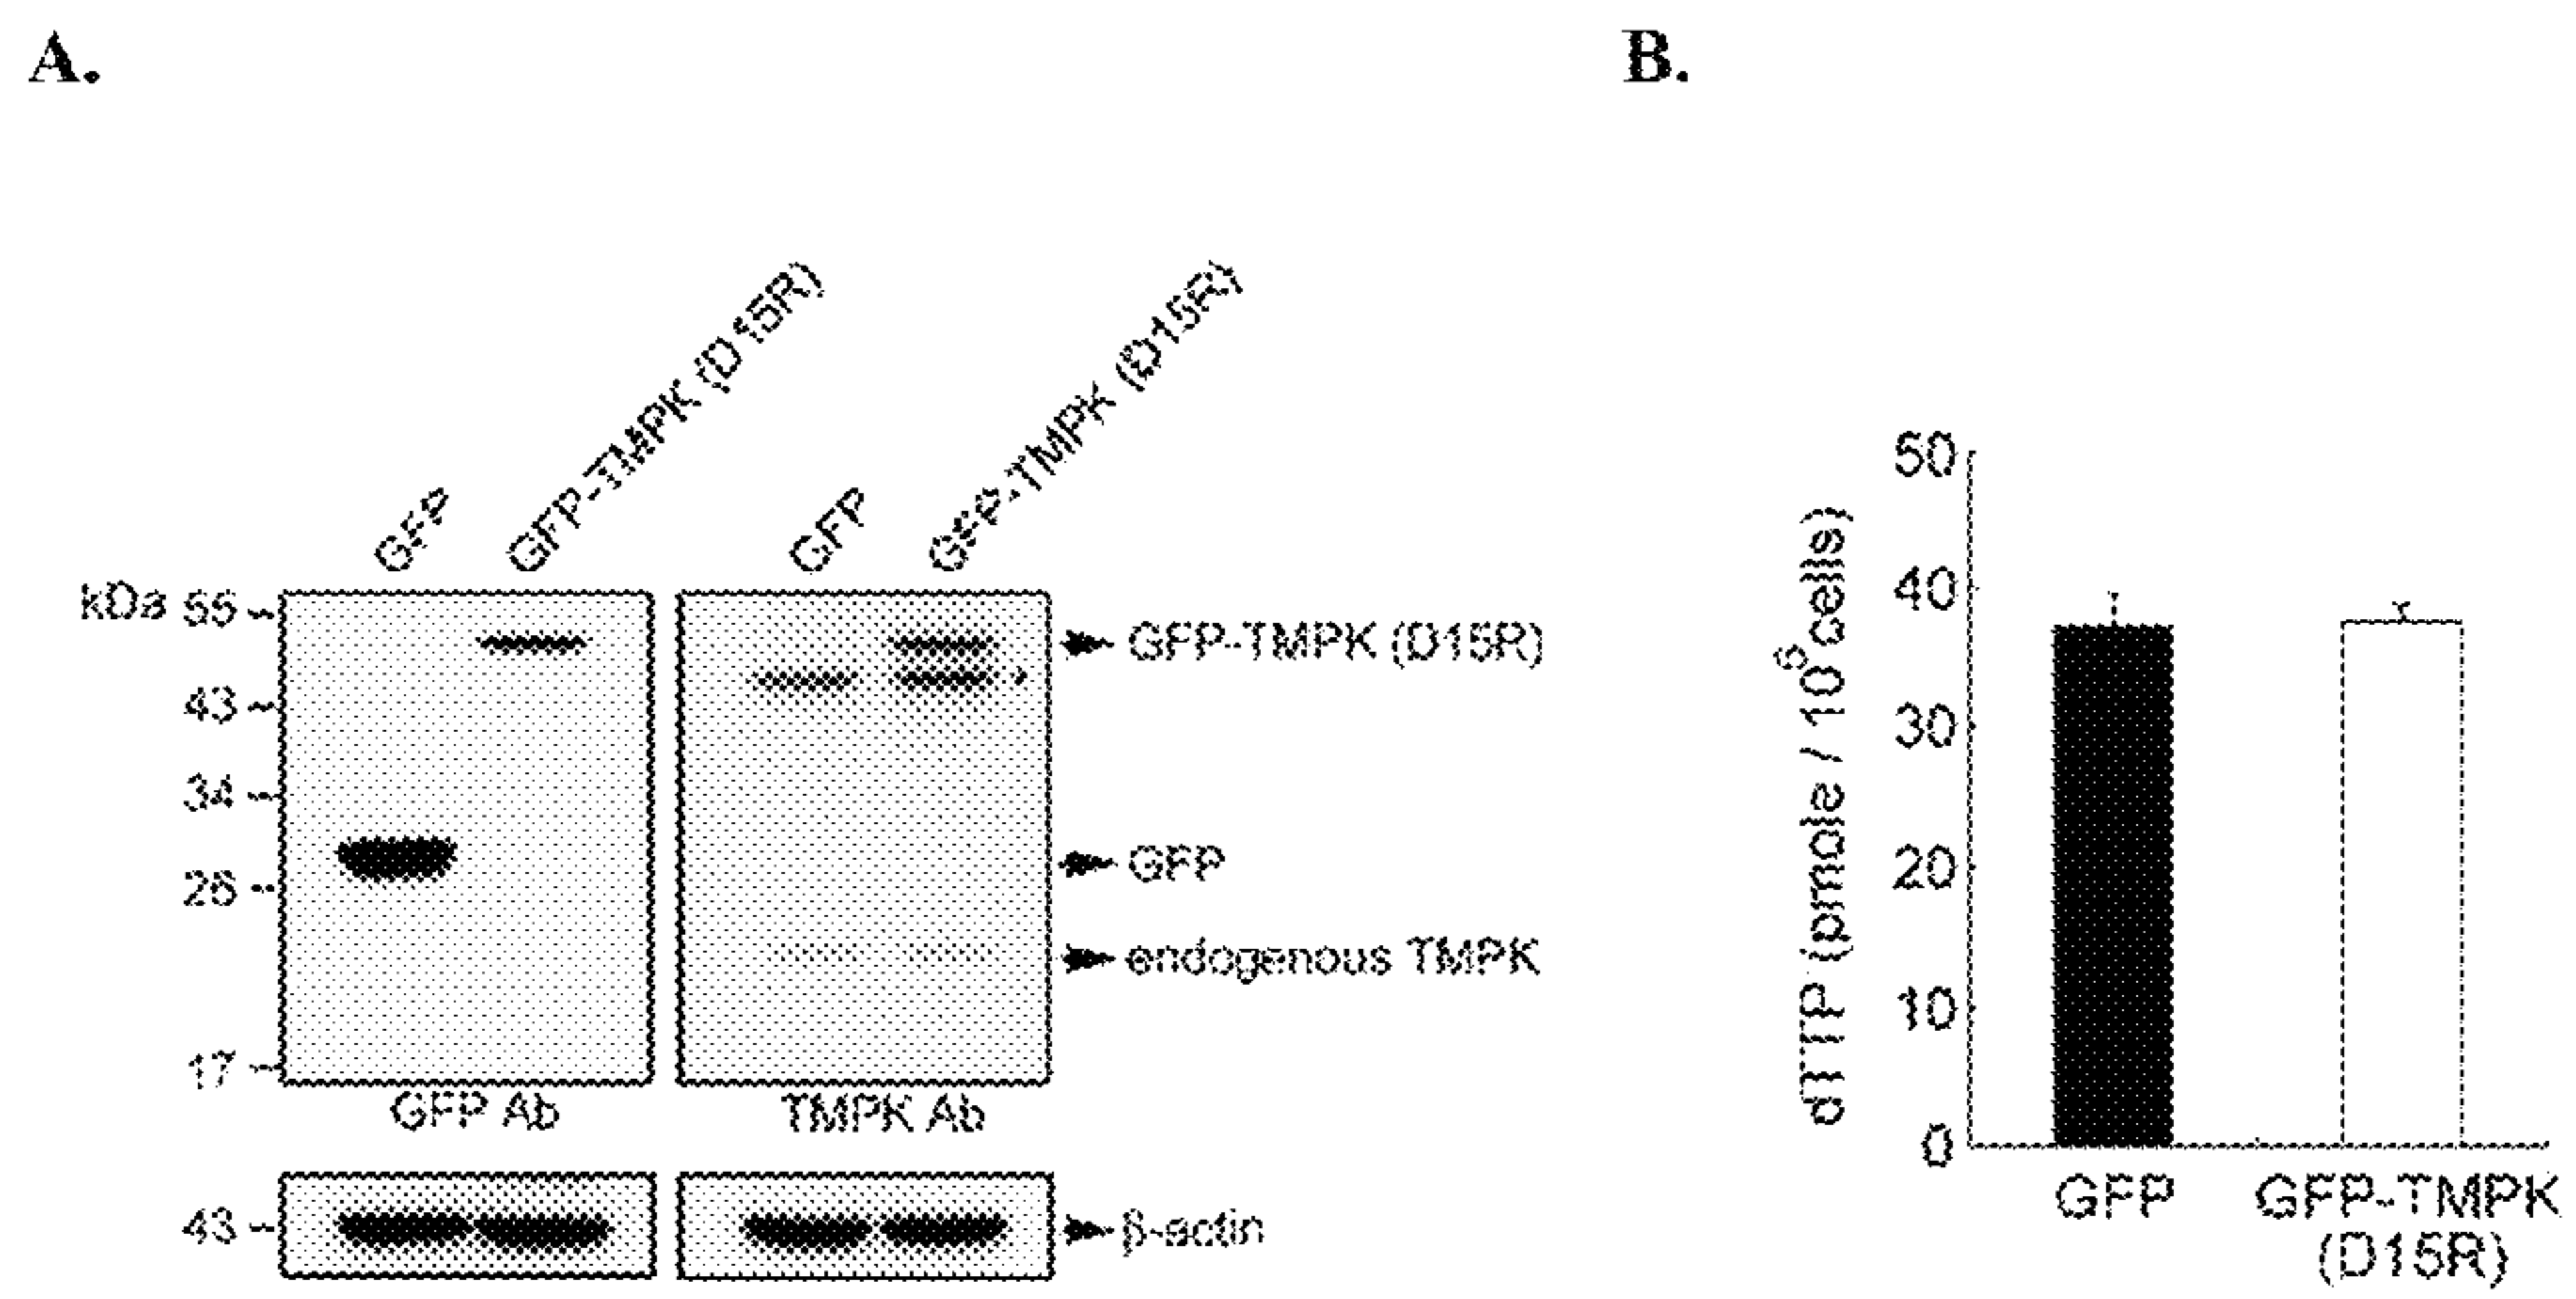 A.
B.
GFP
GFP-TMPK (D15R)
GFP
GFP-TMPK (D15R)
kDa 55
43
34
26
17
GFP-TMPK (D15R)
*
GFP
endogenous TMPK
GFP Ab
TMPK Ab
43
β-actin
dTTP (pmole / 10⁶ cells)
50
40
30
20
10
0
GFP
GFP-TMPK
(D15R)